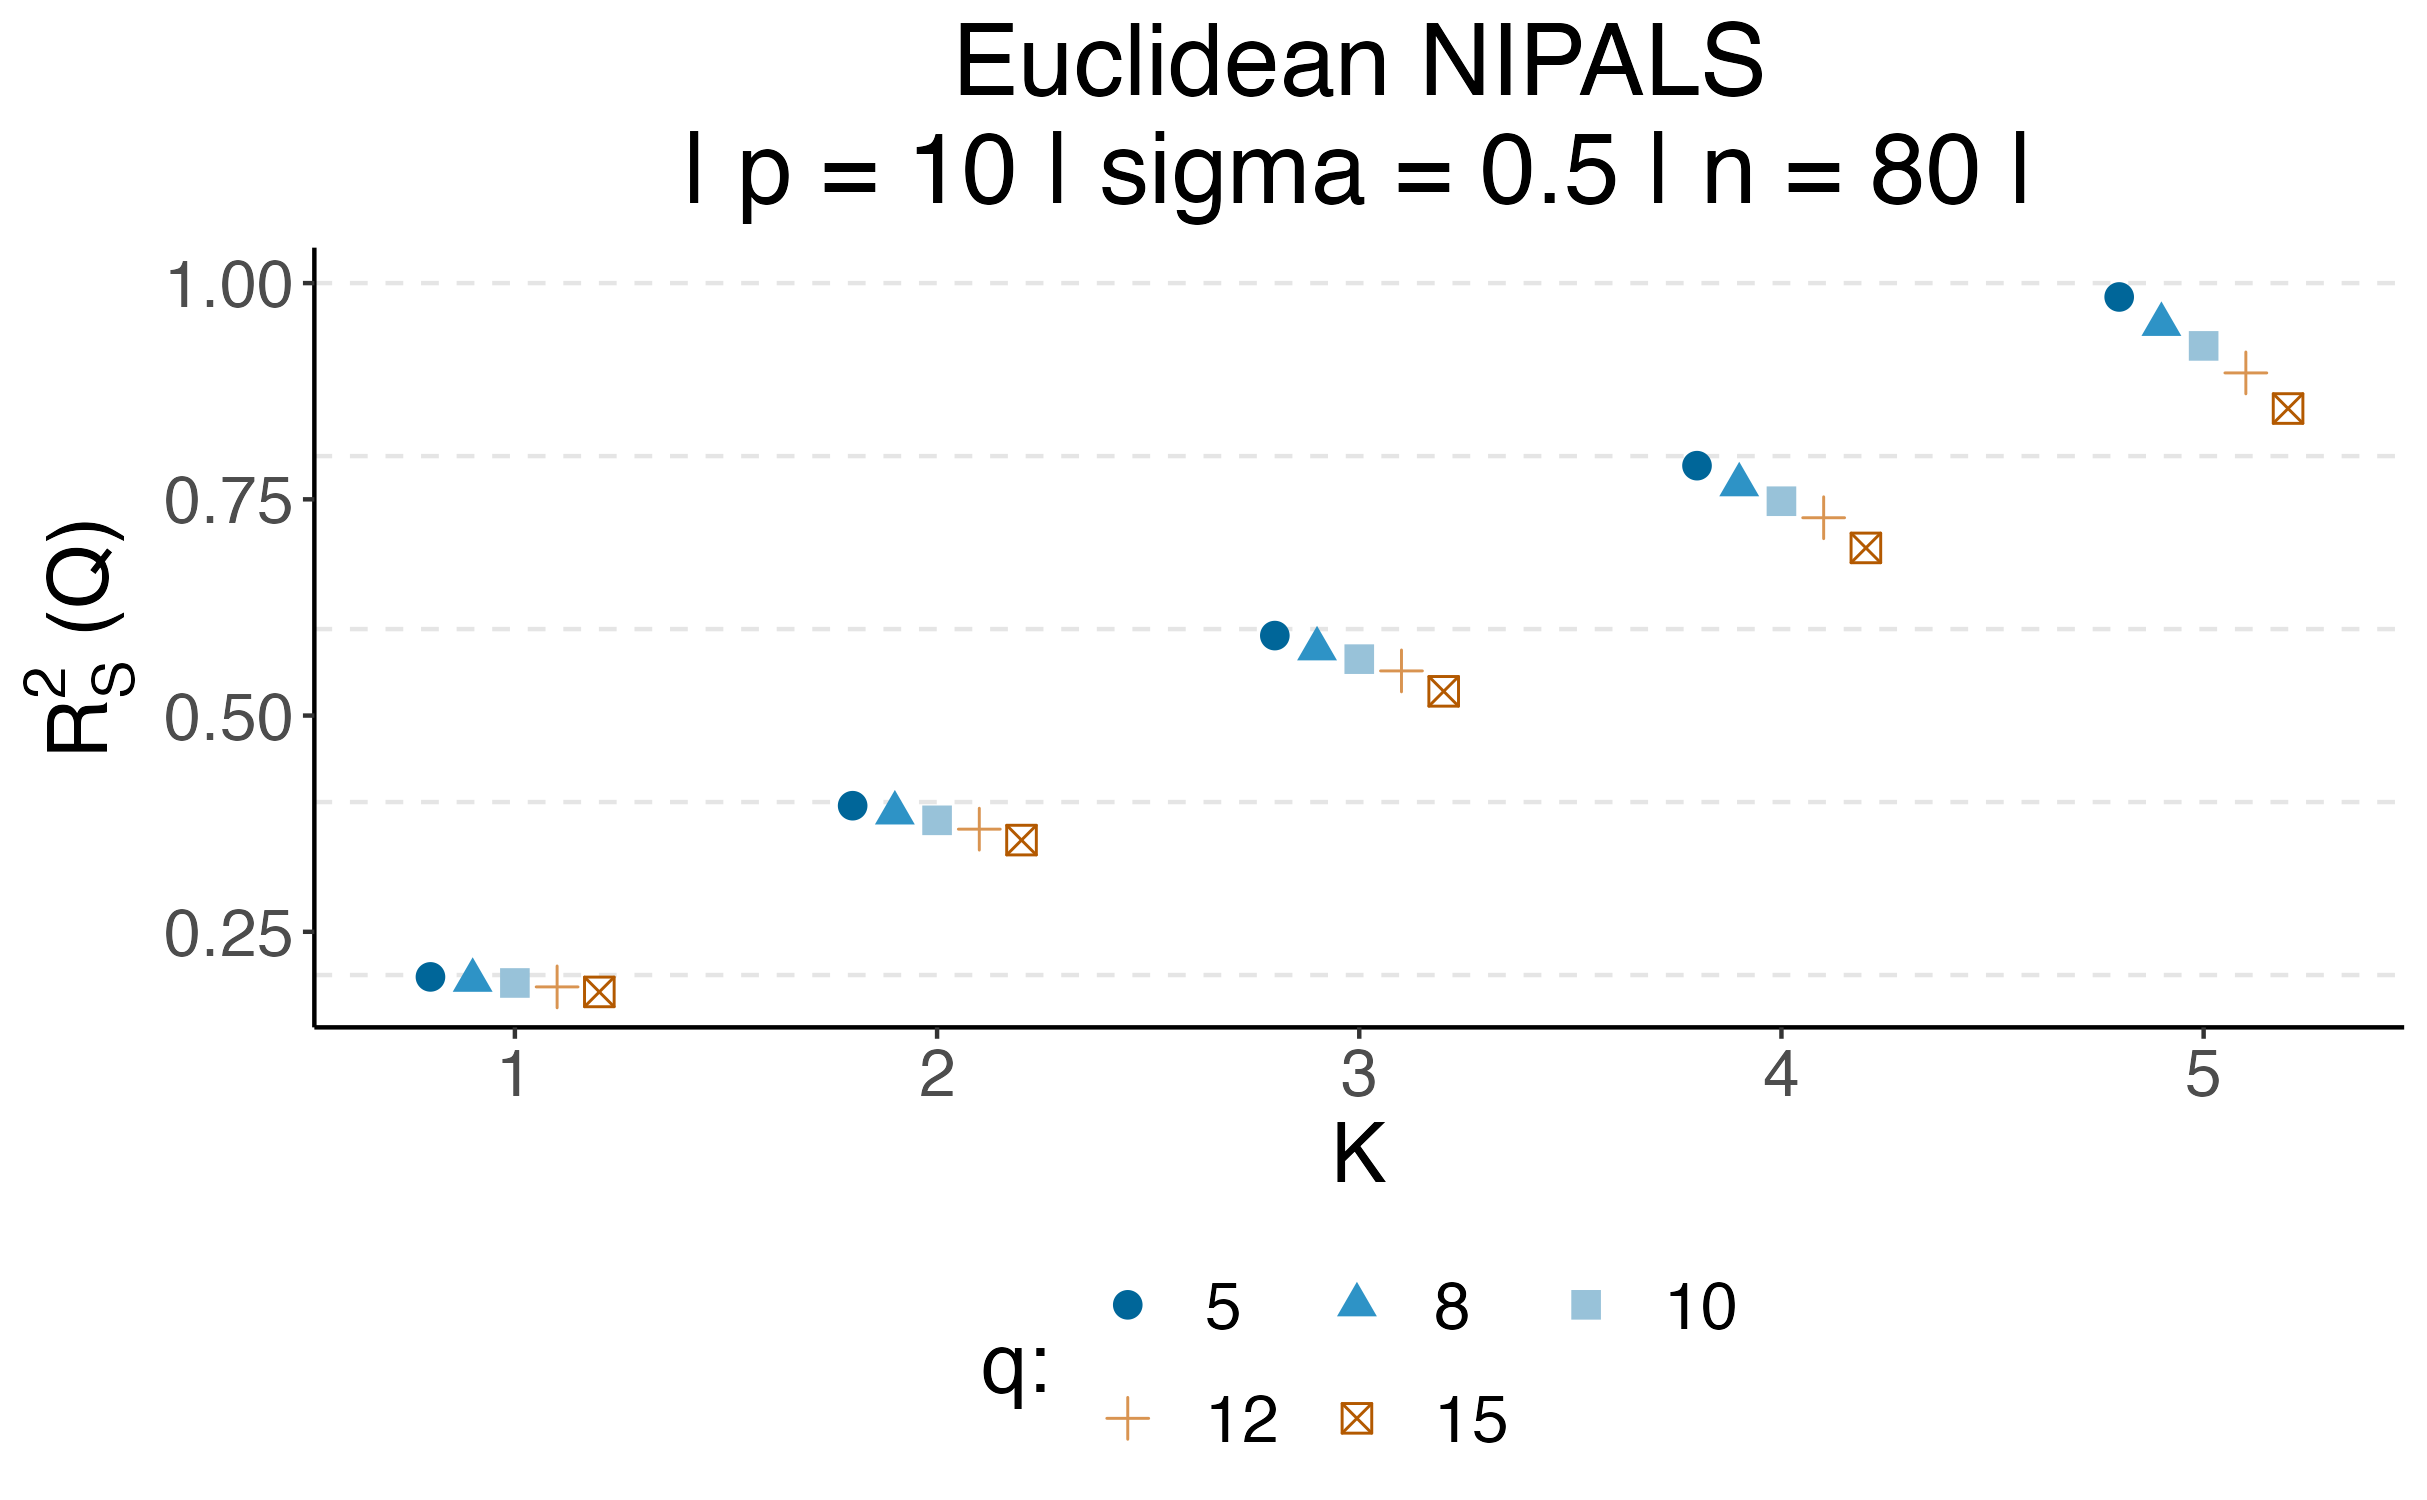 Euclidean NIPALS
| p = 10 | sigma = 0.5 | n = 80 |
R²S (Q)
1.00
0.75
0.50
0.25
1 2 3 4 5
K
q:
5 8 10
12 15